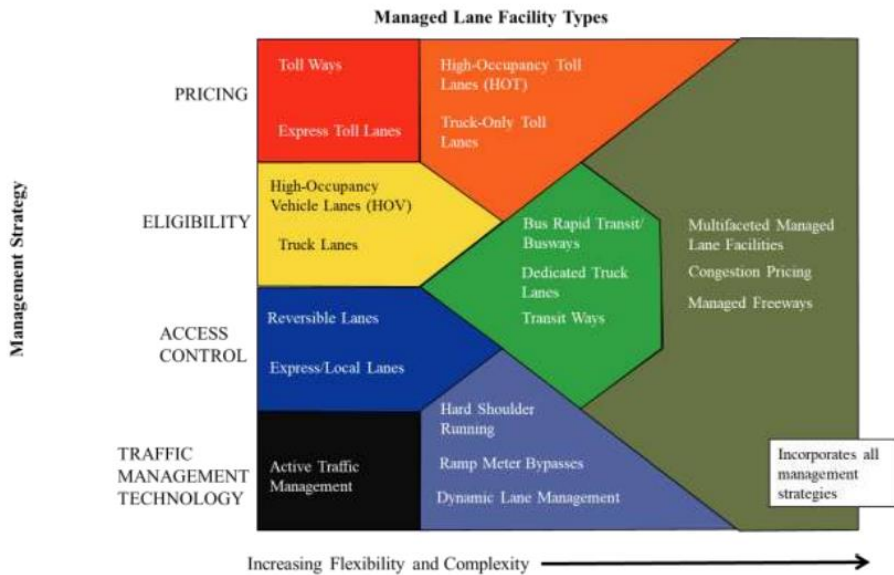 Managed Lane Facility Types
Management Strategy
PRICING
Toll Ways
Express Toll Lanes
High-Occupancy Toll
Lanes (HOT)
Truck-Only Toll
Lanes
ELIGIBILITY
High-Occupancy
Vehicle Lanes (HOV)
Truck Lanes
Bus Rapid Transit/
Busways
Dedicated Truck
Lanes
Transit Ways
Multifaceted Managed
Lane Facilities
Congestion Pricing
Managed Freeways
ACCESS
CONTROL
Reversible Lanes
Express/Local Lanes
TRAFFIC
MANAGEMENT
TECHNOLOGY
Active Traffic
Management
Hard Shoulder
Running
Ramp Meter Bypasses
Dynamic Lane Management
Incorporates all
management
strategies
Increasing Flexibility and Complexity